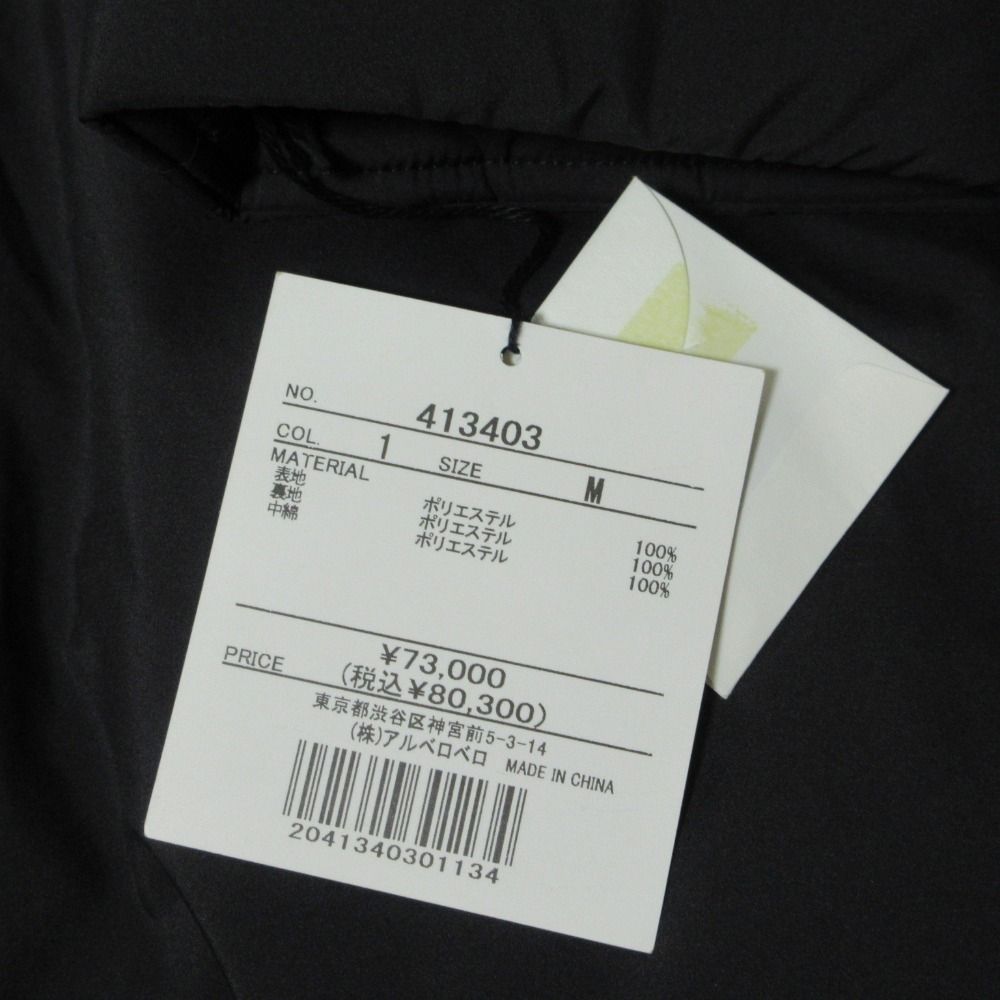 NO. 413403
COL. 1 SIZE M
MATERIAL
表地 ポリエステル 100%
裏地 ポリエステル 100%
中綿 ポリエステル 100%
¥73,000
PRICE (税込¥80,300)
東京都渋谷区神宮前5-3-14
(株)アルベロベロ MADE IN CHINA
2041340301134